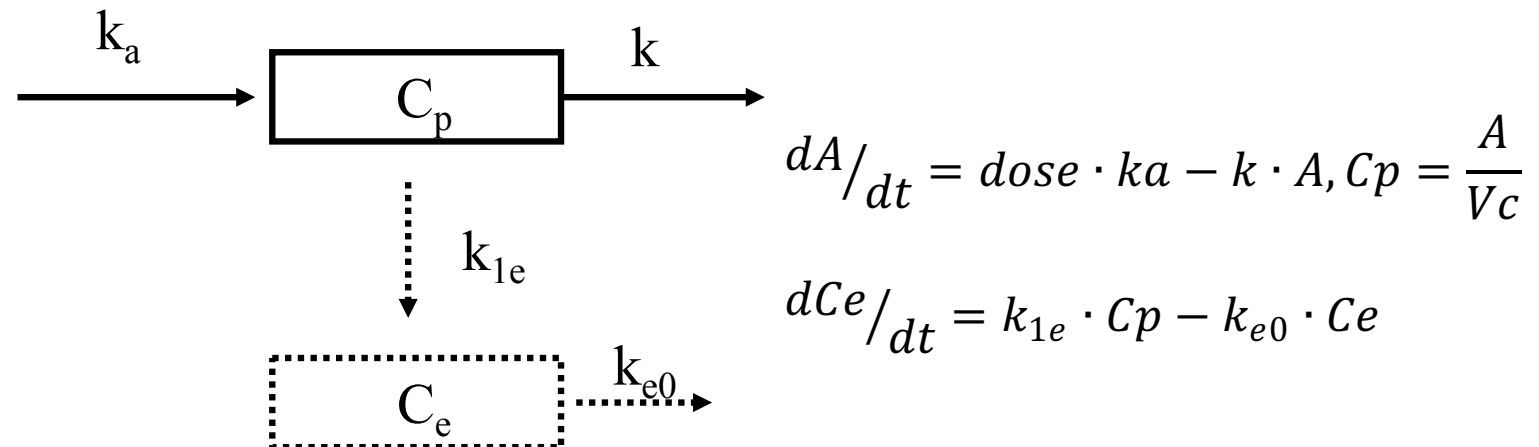 kₐ
k
Cₚ
dA/dt = dose · ka − k · A, Cp = A/Vc
k₁ₑ
dCe/dt = k₁ₑ · Cp − kₑ₀ · Ce
kₑ₀
Cₑ